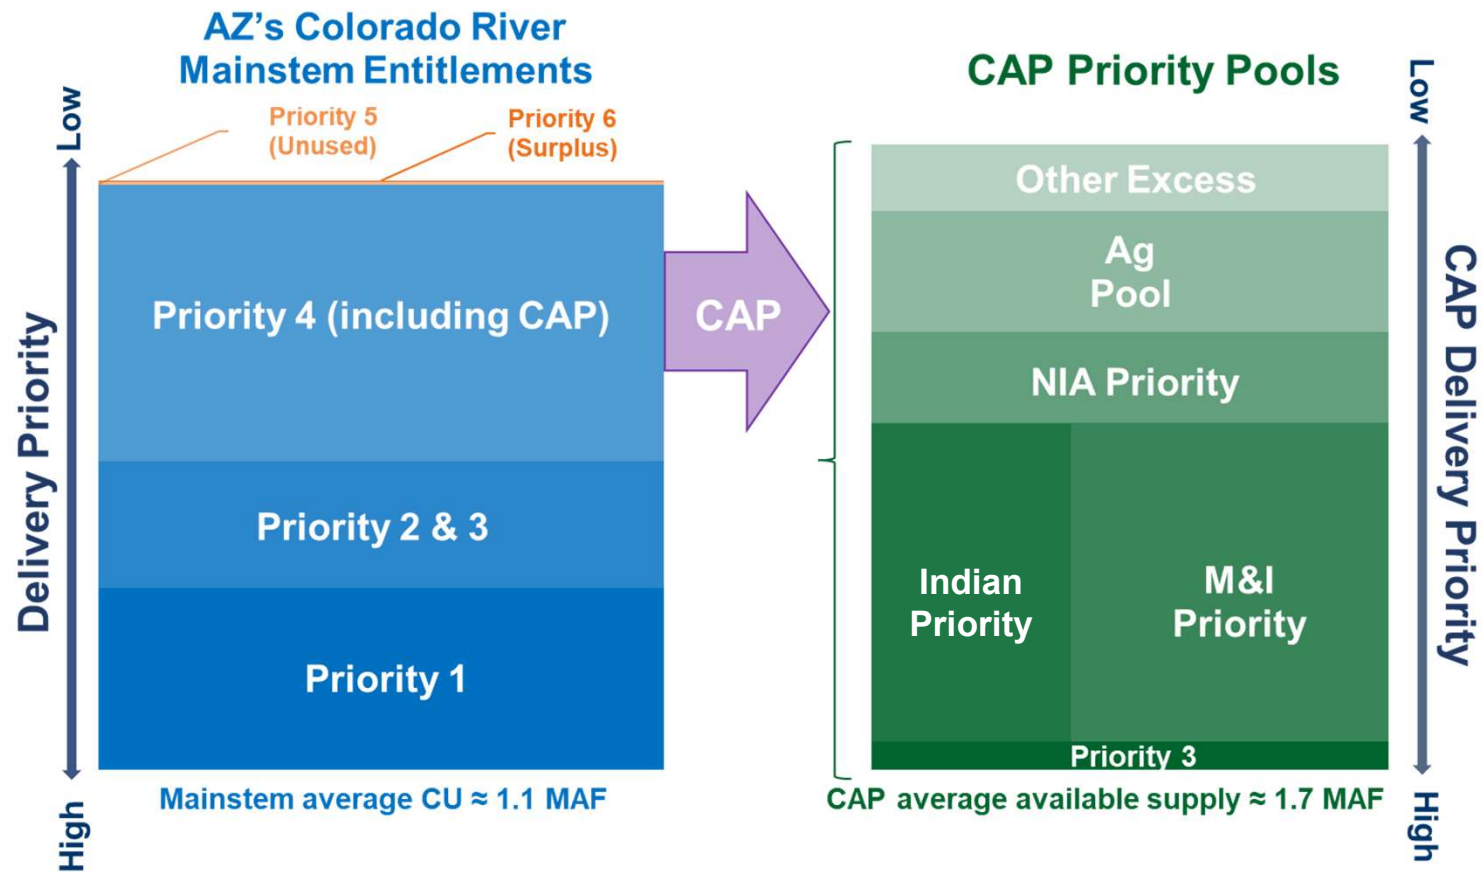 AZ's Colorado River
Mainstem Entitlements
Priority 5
(Unused)
Priority 6
(Surplus)
Low
Delivery Priority
High
Priority 4 (including CAP)
Priority 2 & 3
Priority 1
Mainstem average CU ≈ 1.1 MAF
CAP
CAP Priority Pools
Other Excess
Ag
Pool
NIA Priority
Indian
Priority
M&I
Priority
Priority 3
CAP average available supply ≈ 1.7 MAF
Low
CAP Delivery Priority
High